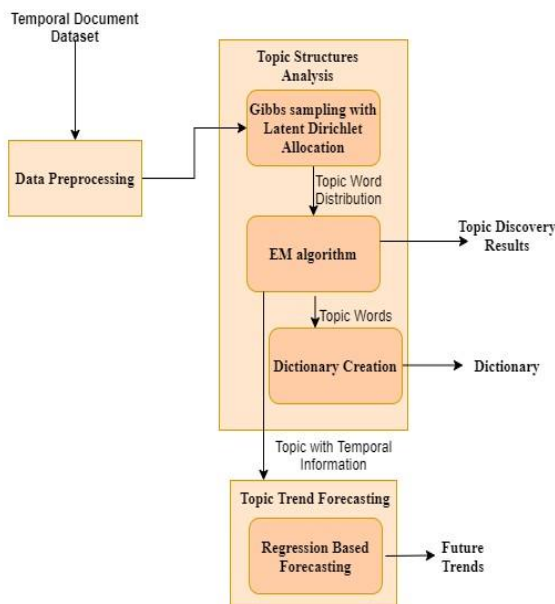 Temporal Document
Dataset
Topic Structures
Analysis
Gibbs sampling with
Latent Dirichlet
Allocation
Data Preprocessing
Topic Word
Distribution
EM algorithm
Topic Discovery
Results
Topic Words
Dictionary Creation
Dictionary
Topic with Temporal
Information
Topic Trend Forecasting
Regression Based
Forecasting
Future
Trends